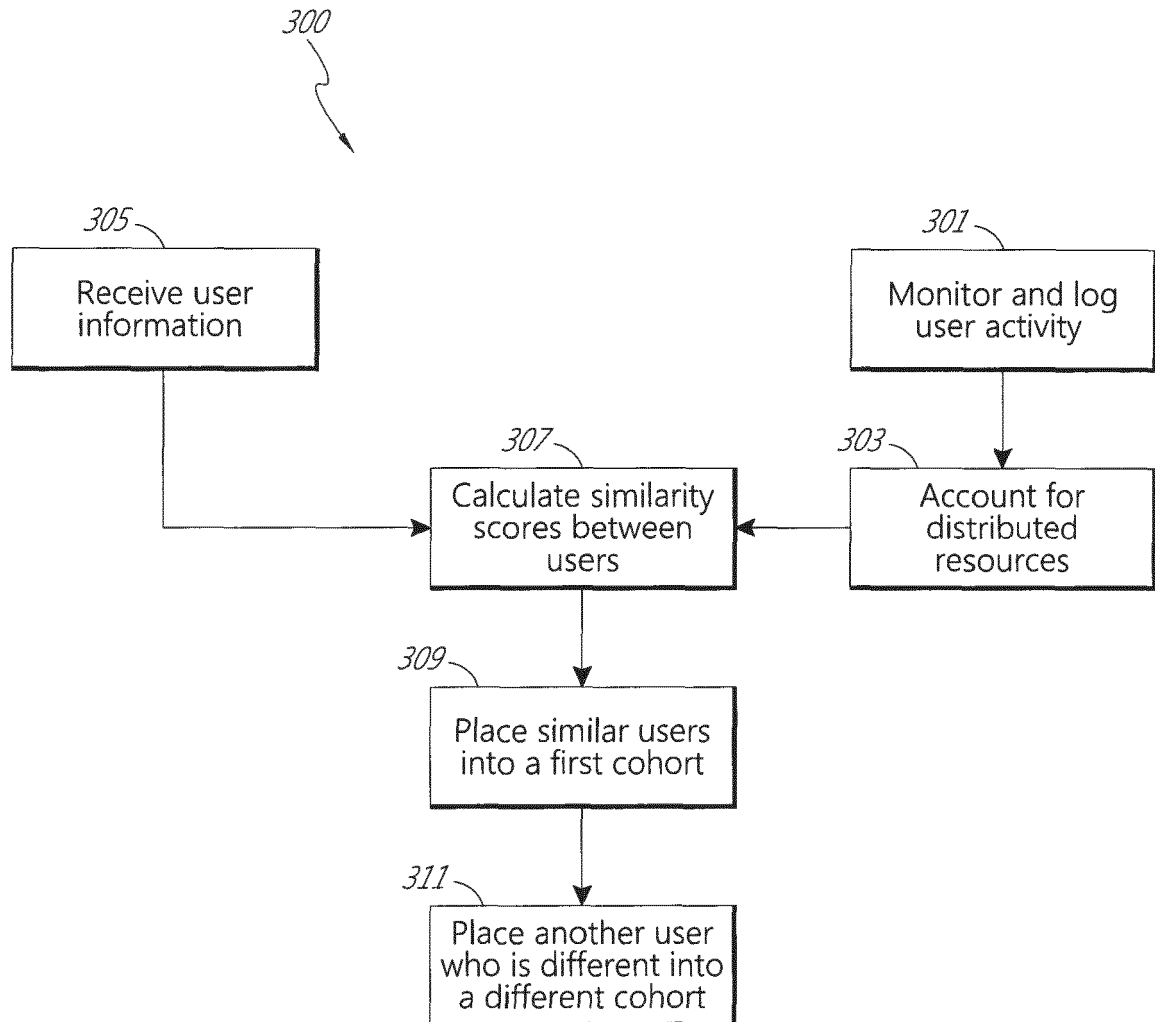 300
305
Receive user
information
301
Monitor and log
user activity
307
Calculate similarity
scores between
users
303
Account for
distributed
resources
309
Place similar users
into a first cohort
311
Place another user
who is different into
a different cohort